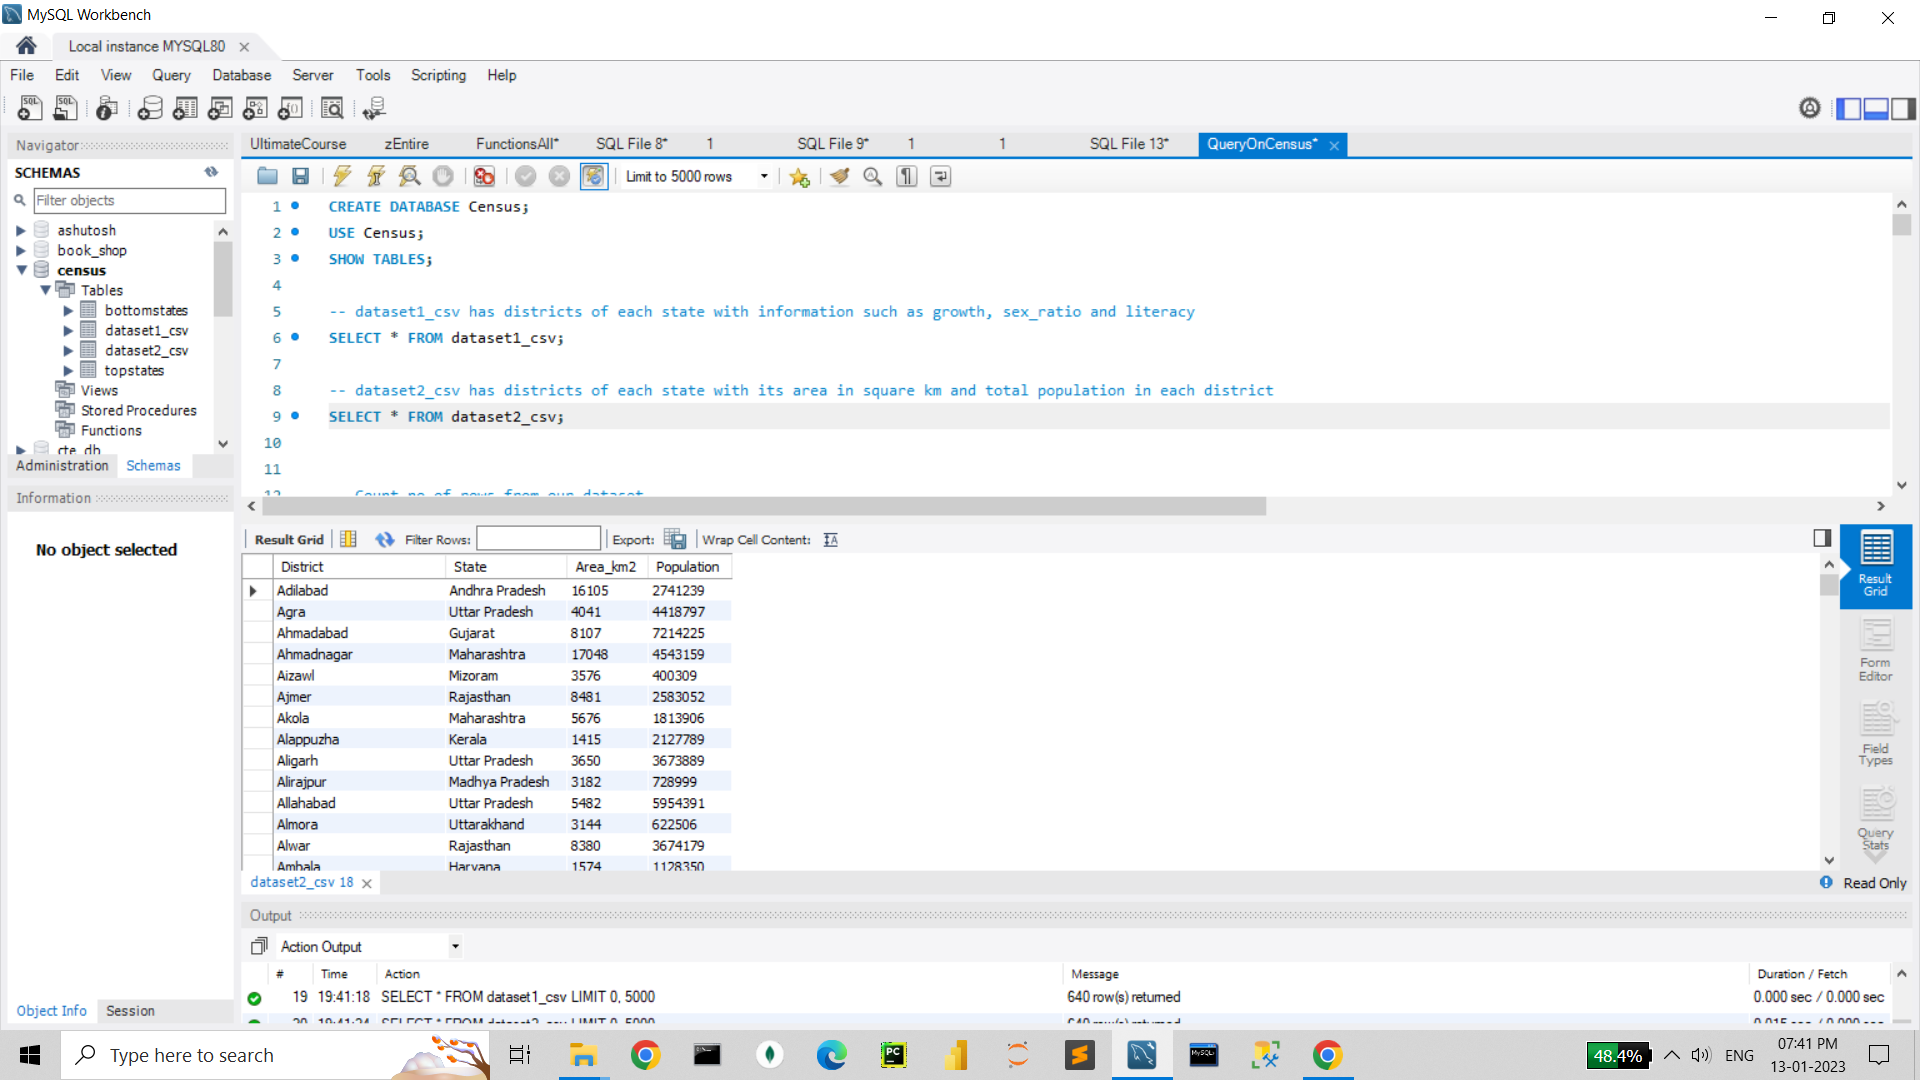 MySQL Workbench
Local instance MYSQL80
File Edit View Query Database Server Tools Scripting Help
Navigator
SCHEMAS
Filter objects
ashutosh
book_shop
census
Tables
bottomstates
dataset1_csv
dataset2_csv
topstates
Views
Stored Procedures
Functions
cte_db
Administration Schemas
Information
No object selected
Object Info Session
UltimateCourse zEntire FunctionsAll* SQL File 8* 1 SQL File 9* 1 1 SQL File 13* QueryOnCensus*
Limit to 5000 rows
1 CREATE DATABASE Census;
2 USE Census;
3 SHOW TABLES;
4
5 -- dataset1_csv has districts of each state with information such as growth, sex_ratio and literacy
6 SELECT * FROM dataset1_csv;
7
8 -- dataset2_csv has districts of each state with its area in square km and total population in each district
9 SELECT * FROM dataset2_csv;
10
11
12 -- Count no of rows from our dataset
Result Grid Filter Rows: Export: Wrap Cell Content:
District State Area_km2 Population
Adilabad Andhra Pradesh 16105 2741239
Agra Uttar Pradesh 4041 4418797
Ahmadabad Gujarat 8107 7214225
Ahmadnagar Maharashtra 17048 4543159
Aizawl Mizoram 3576 400309
Ajmer Rajasthan 8481 2583052
Akola Maharashtra 5676 1813906
Alappuzha Kerala 1415 2127789
Aligarh Uttar Pradesh 3650 3673889
Alirajpur Madhya Pradesh 3182 728999
Allahabad Uttar Pradesh 5482 5954391
Almora Uttarakhand 3144 622506
Alwar Rajasthan 8380 3674179
Ambala Haryana 1574 1128350
Result
Grid
Form
Editor
Field
Types
Query
Stats
dataset2_csv 18
Read Only
Output
Action Output
# Time Action Message Duration / Fetch
19 19:41:18 SELECT * FROM dataset1_csv LIMIT 0, 5000 640 row(s) returned 0.000 sec / 0.000 sec
20 19:41:24 SELECT * FROM dataset2_csv LIMIT 0, 5000 640 row(s) returned 0.015 sec / 0.000 sec
Type here to search
48.4%
ENG
07:41 PM
13-01-2023